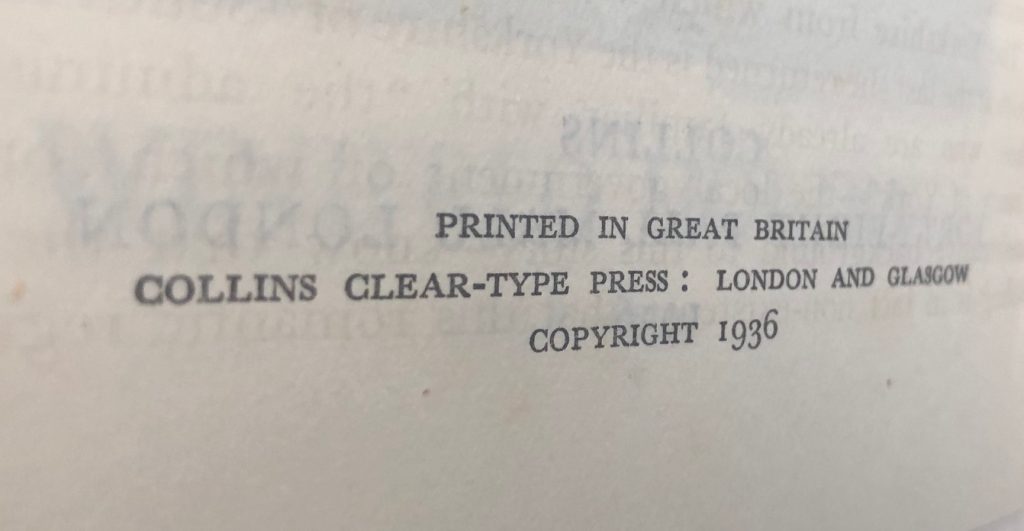 PRINTED IN GREAT BRITAIN
COLLINS CLEAR-TYPE PRESS : LONDON AND GLASGOW
COPYRIGHT 1936